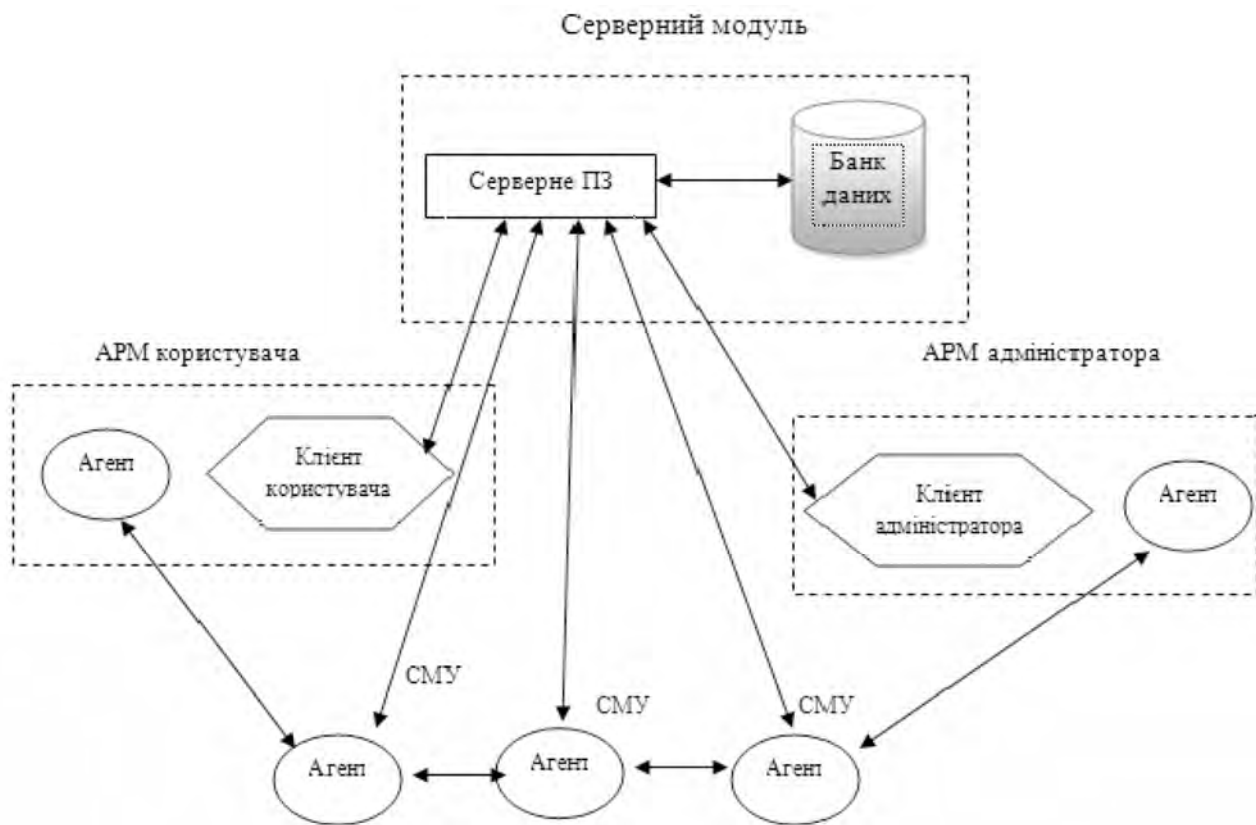 Серверний модуль
Серверне ПЗ
Банк
даних
АРМ користувача
АРМ адміністратора
Агент
Клієнт
користувача
Клієнт
адміністратора
Агент
СМУ
СМУ
СМУ
Агент
Агент
Агент